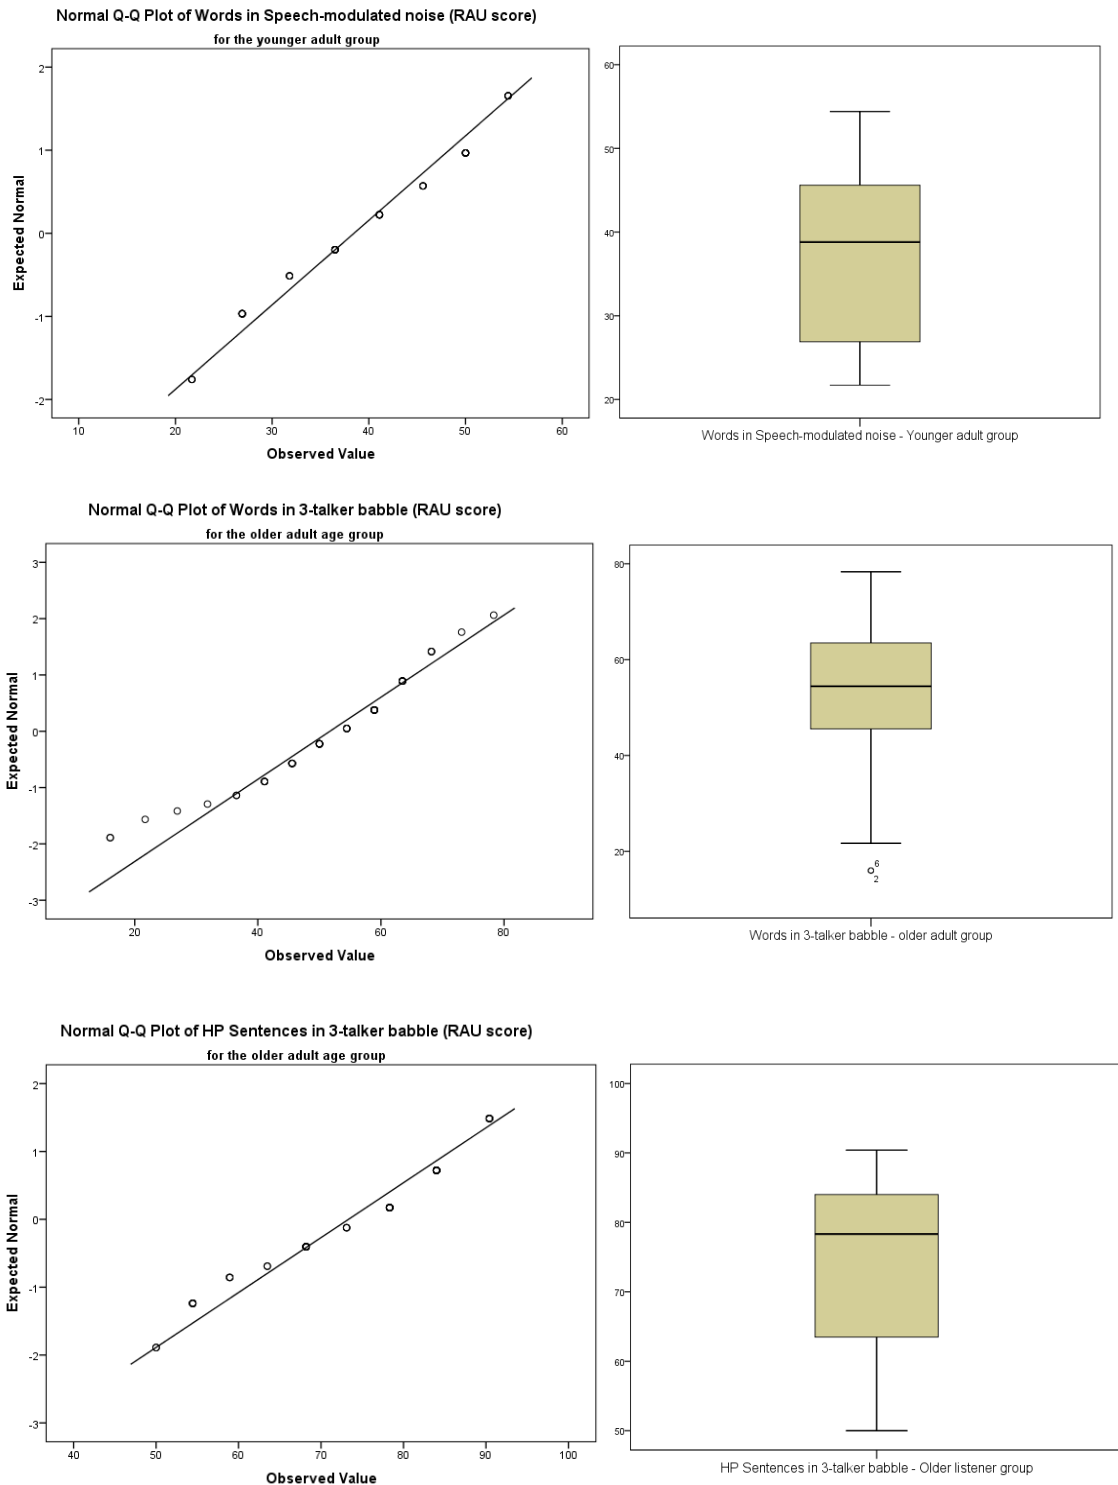 Normal Q-Q Plot of Words in Speech-modulated noise (RAU score)
for the younger adult group
2
1
0
-1
-2
Expected Normal
10 20 30 40 50 60
Observed Value
60
50
40
30
20
Words in Speech-modulated noise - Younger adult group
Normal Q-Q Plot of Words in 3-talker babble (RAU score)
for the older adult age group
3
2
1
0
-1
-2
-3
Expected Normal
20 40 60 80
Observed Value
80
60
40
20
6
2
Words in 3-talker babble - older adult group
Normal Q-Q Plot of HP Sentences in 3-talker babble (RAU score)
for the older adult age group
2
1
0
-1
-2
-3
Expected Normal
40 50 60 70 80 90 100
Observed Value
100
90
80
70
60
50
HP Sentences in 3-talker babble - Older listener group